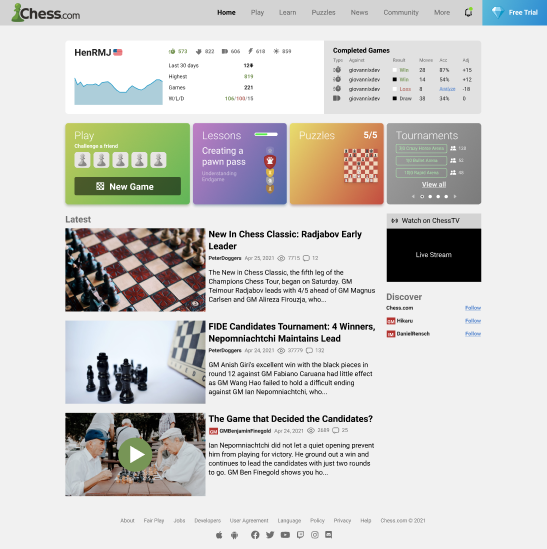 Chess.com
Home Play Learn Puzzles News Community More Free Trial
HenRMJ
573 822 606 618 859
Last 30 days
Highest 819
Games 221
W/L/D 106/100/15
Completed Games
Type Against Result Moves Acc Adj
giovannixdev Win 28 87% +15
giovannixdev Win 14 54% +12
giovannixdev Loss 8 Analyze -18
giovannixdev Draw 38 34% 0
Play
Challenge a friend
New Game
Lessons
Creating a
pawn pass
Understanding
Endgame
Puzzles 5/5
Tournaments
View all
Latest
New In Chess Classic: Radjabov Early
Leader
PeterDoggers Apr 25, 2021 7715 12
The New in Chess Classic, the fifth leg of the
Champions Chess Tour, began on Saturday. GM
Teimour Radjabov leads with 4/5 ahead of GM Magnus
Carlsen and GM Alireza Firouzja, who...
FIDE Candidates Tournament: 4 Winners,
Nepomniachtchi Maintains Lead
PeterDoggers Apr 24, 2021 37779 132
GM Anish Giri's excellent win with the black pieces in
round 12 against GM Fabiano Caruana had little effect
as GM Wang Hao failed to hold a difficult ending
against GM Ian Nepomniachtchi, who...
The Game that Decided the Candidates?
GM GMBenjaminFinegold Apr 24, 2021 2689 25
Ian Nepomniachtchi did not let a quiet opening prevent
him from playing for victory. He ground out a win and
continues to lead the candidates with just two rounds
to go. GM Ben Finegold shows you ho...
Watch on ChessTV
Live Stream
Discover
Chess.com Follow
GM Hikaru Follow
IM DanielRensch Follow
About Fair Play Jobs Developers User Agreement Language Policy Privacy Help Chess.com © 2021